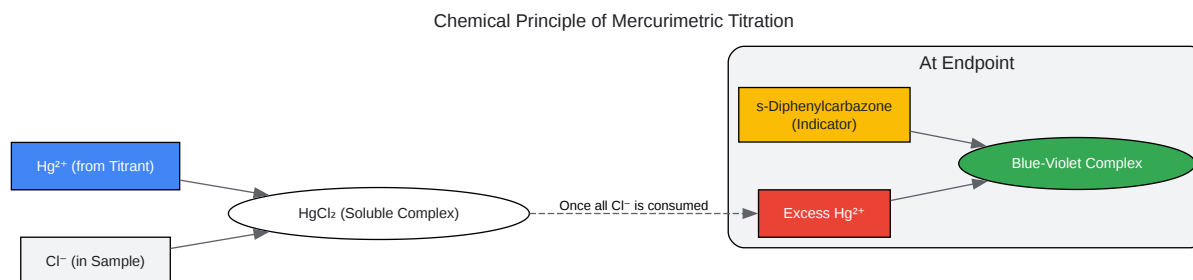 Chemical Principle of Mercurimetric Titration
At Endpoint
s-Diphenylcarbazone
(Indicator)
Hg²⁺ (from Titrant)
Blue-Violet Complex
HgCl₂ (Soluble Complex)
Once all Cl⁻ is consumed
Excess Hg²⁺
Cl⁻ (in Sample)